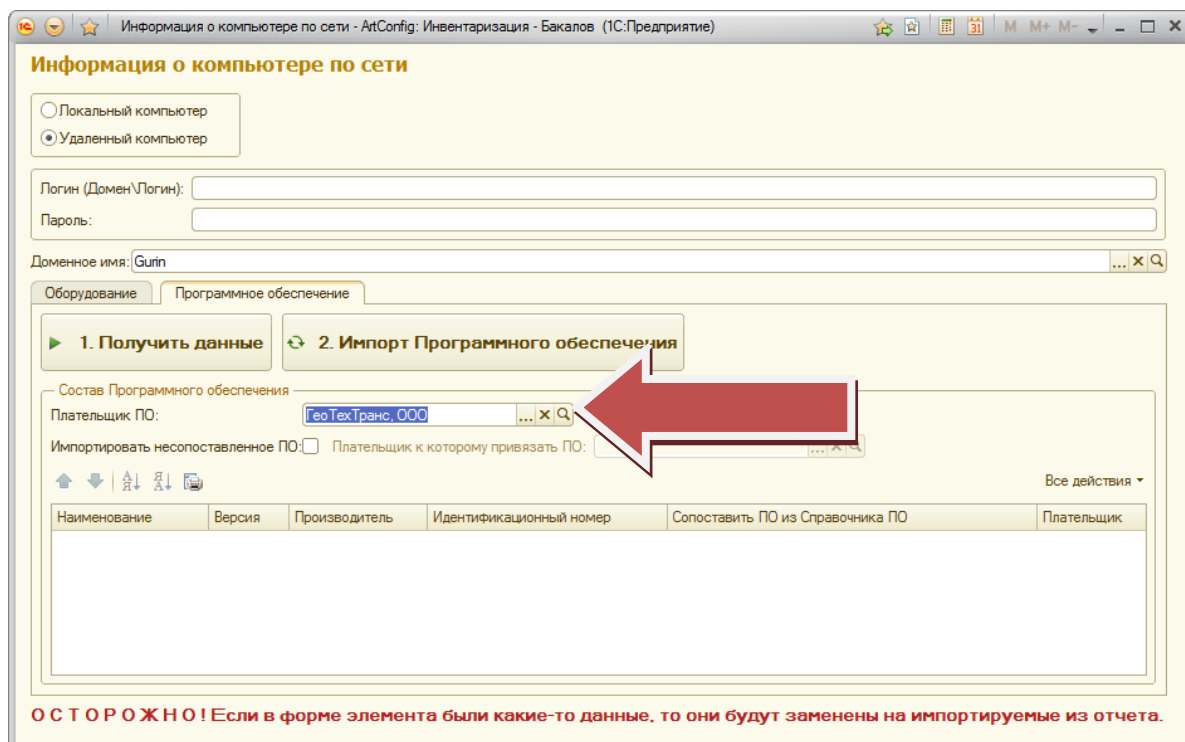 Информация о компьютере по сети - ArtConfig: Инвентаризация - Бакалов (1С:Предприятие)
M M+ M-
Информация о компьютере по сети
Локальный компьютер
Удаленный компьютер
Логин (Домен\Логин):
Пароль:
Доменное имя: Gurin
Оборудование Программное обеспечение
1. Получить данные 2. Импорт Программного обеспечения
Состав Программного обеспечения
Плательщик ПО: ГеоТехТранс, ООО
Импортировать несопоставленное ПО: Плательщик к которому привязать ПО:
Все действия
Наименование Версия Производитель Идентификационный номер Сопоставить ПО из Справочника ПО Плательщик
О С Т О Р О Ж Н О ! Если в форме элемента были какие-то данные, то они будут заменены на импортируемые из отчета.